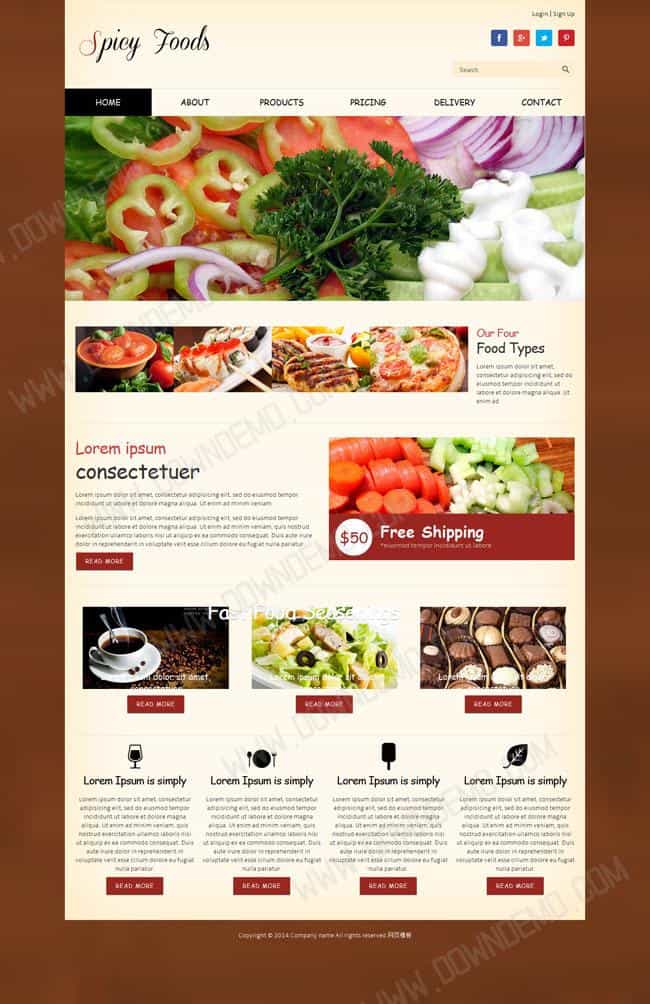 Login | Sign Up
Spicy Foods
Search
HOME ABOUT PRODUCTS PRICING DELIVERY CONTACT
Our Four
Food Types
Lorem ipsum dolor sit amet, consectetur adipisicing elit, sed do eiusmod tempor incididunt ut labore et dolore magna aliqua. Ut enim ad
Lorem ipsum
consectetuer
Lorem ipsum dolor sit amet, consectetur adipisicing elit, sed do eiusmod tempor
incididunt ut labore et dolore magna aliqua. Ut enim ad minim veniam
Lorem ipsum dolor sit amet, consectetur adipisicing elit, sed do eiusmod tempor
incididunt ut labore et dolore magna aliqua. Ut enim ad minim veniam, quis nostrud
exercitation ullamco laboris nisi ut aliquip ex ea commodo consequat. Duis aute irure
dolor in reprehenderit in voluptate velit esse cillum dolore eu fugiat nulla pariatur
READ MORE
$50
Free Shipping
*eiusmod tempor incididunt ut labore
Fast Food Seasonings
Lorem ipsum dolor sit amet, consectetuer
READ MORE
Lorem ipsum dolor sit amet, consectetuer
READ MORE
Lorem ipsum dolor sit amet, consectetuer
READ MORE
Lorem Ipsum is simply
Lorem ipsum dolor sit amet, consectetur
adipisicing elit, sed do eiusmod tempor
incididunt ut labore et dolore magna
aliqua. Ut enim ad minim veniam, quis
nostrud exercitation ullamco laboris nisi
ut aliquip ex ea commodo consequat. Duis
aute irure dolor in reprehenderit in
voluptate velit esse cillum dolore eu fugiat
nulla pariatur
READ MORE
Lorem Ipsum is simply
Lorem ipsum dolor sit amet, consectetur
adipisicing elit, sed do eiusmod tempor
incididunt ut labore et dolore magna
aliqua. Ut enim ad minim veniam, quis
nostrud exercitation ullamco laboris nisi
ut aliquip ex ea commodo consequat. Duis
aute irure dolor in reprehenderit in
voluptate velit esse cillum dolore eu fugiat
nulla pariatur
READ MORE
Lorem Ipsum is simply
Lorem ipsum dolor sit amet, consectetur
adipisicing elit, sed do eiusmod tempor
incididunt ut labore et dolore magna
aliqua. Ut enim ad minim veniam, quis
nostrud exercitation ullamco laboris nisi
ut aliquip ex ea commodo consequat. Duis
aute irure dolor in reprehenderit in
voluptate velit esse cillum dolore eu fugiat
nulla pariatur
READ MORE
Lorem Ipsum is simply
Lorem ipsum dolor sit amet, consectetur
adipisicing elit, sed do eiusmod tempor
incididunt ut labore et dolore magna
aliqua. Ut enim ad minim veniam, quis
nostrud exercitation ullamco laboris nisi
ut aliquip ex ea commodo consequat. Duis
aute irure dolor in reprehenderit in
voluptate velit esse cillum dolore eu fugiat
nulla pariatur
READ MORE
Copyright © 2014.Company name All rights reserved.网页模板
WWW.DOWNDEMO.COM